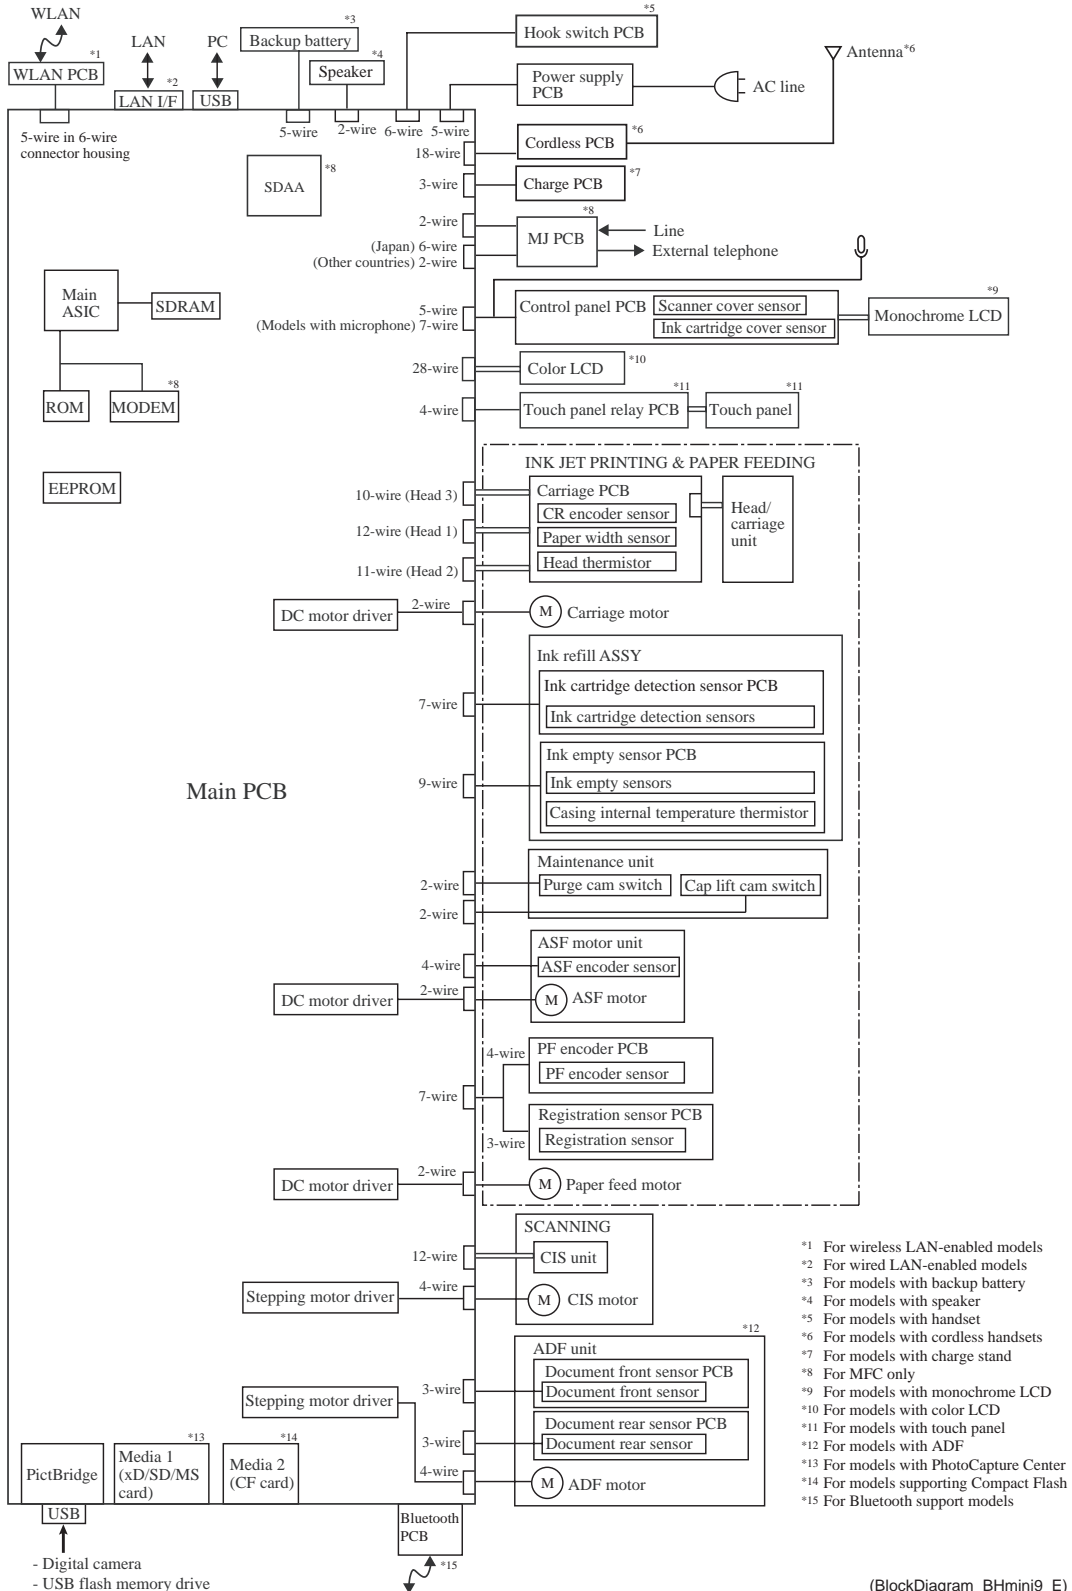 WLAN
*1
WLAN PCB
5-wire in 6-wire
connector housing
LAN
*2
LAN I/F
PC
USB
*3
Backup battery
5-wire
*4
Speaker
2-wire
*5
Hook switch PCB
6-wire
Power supply
PCB
AC line
5-wire
Antenna*6
*6
Cordless PCB
18-wire
*7
Charge PCB
3-wire
SDAA
*8
*8
MJ PCB
2-wire
(Japan) 6-wire
(Other countries) 2-wire
Line
External telephone
Main
ASIC
SDRAM
ROM
*8
MODEM
EEPROM
5-wire
(Models with microphone) 7-wire
Control panel PCB
Scanner cover sensor
Ink cartridge cover sensor
*9
Monochrome LCD
28-wire
Color LCD
*10
4-wire
Touch panel relay PCB
*11
Touch panel
*11
INK JET PRINTING & PAPER FEEDING
10-wire (Head 3)
12-wire (Head 1)
11-wire (Head 2)
Carriage PCB
CR encoder sensor
Paper width sensor
Head thermistor
Head/
carriage
unit
DC motor driver
2-wire
M
Carriage motor
Ink refill ASSY
7-wire
Ink cartridge detection sensor PCB
Ink cartridge detection sensors
9-wire
Ink empty sensor PCB
Ink empty sensors
Casing internal temperature thermistor
Main PCB
Maintenance unit
2-wire
Purge cam switch
Cap lift cam switch
2-wire
ASF motor unit
4-wire
ASF encoder sensor
DC motor driver
2-wire
M
ASF motor
7-wire
4-wire
PF encoder PCB
PF encoder sensor
3-wire
Registration sensor PCB
Registration sensor
DC motor driver
2-wire
M
Paper feed motor
SCANNING
12-wire
CIS unit
Stepping motor driver
4-wire
M
CIS motor
*12
ADF unit
3-wire
Document front sensor PCB
Document front sensor
Stepping motor driver
3-wire
Document rear sensor PCB
Document rear sensor
4-wire
M
ADF motor
PictBridge
*13
Media 1
(xD/SD/MS
card)
*14
Media 2
(CF card)
USB
Bluetooth
PCB
*15
- Digital camera
- USB flash memory drive
*1 For wireless LAN-enabled models
*2 For wired LAN-enabled models
*3 For models with backup battery
*4 For models with speaker
*5 For models with handset
*6 For models with cordless handsets
*7 For models with charge stand
*8 For MFC only
*9 For models with monochrome LCD
*10 For models with color LCD
*11 For models with touch panel
*12 For models with ADF
*13 For models with PhotoCapture Center
*14 For models supporting Compact Flash
*15 For Bluetooth support models
(BlockDiagram_BHmini9_E)